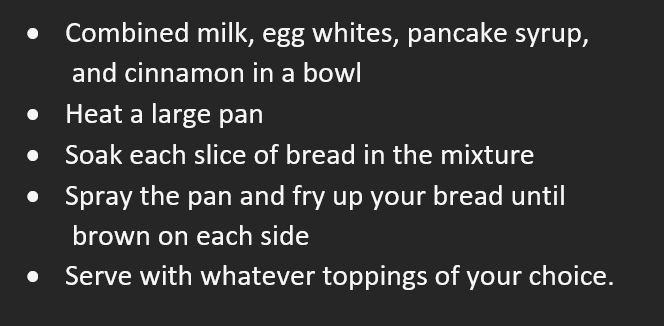 • Combined milk, egg whites, pancake syrup,
and cinnamon in a bowl
• Heat a large pan
• Soak each slice of bread in the mixture
• Spray the pan and fry up your bread until
brown on each side
• Serve with whatever toppings of your choice.